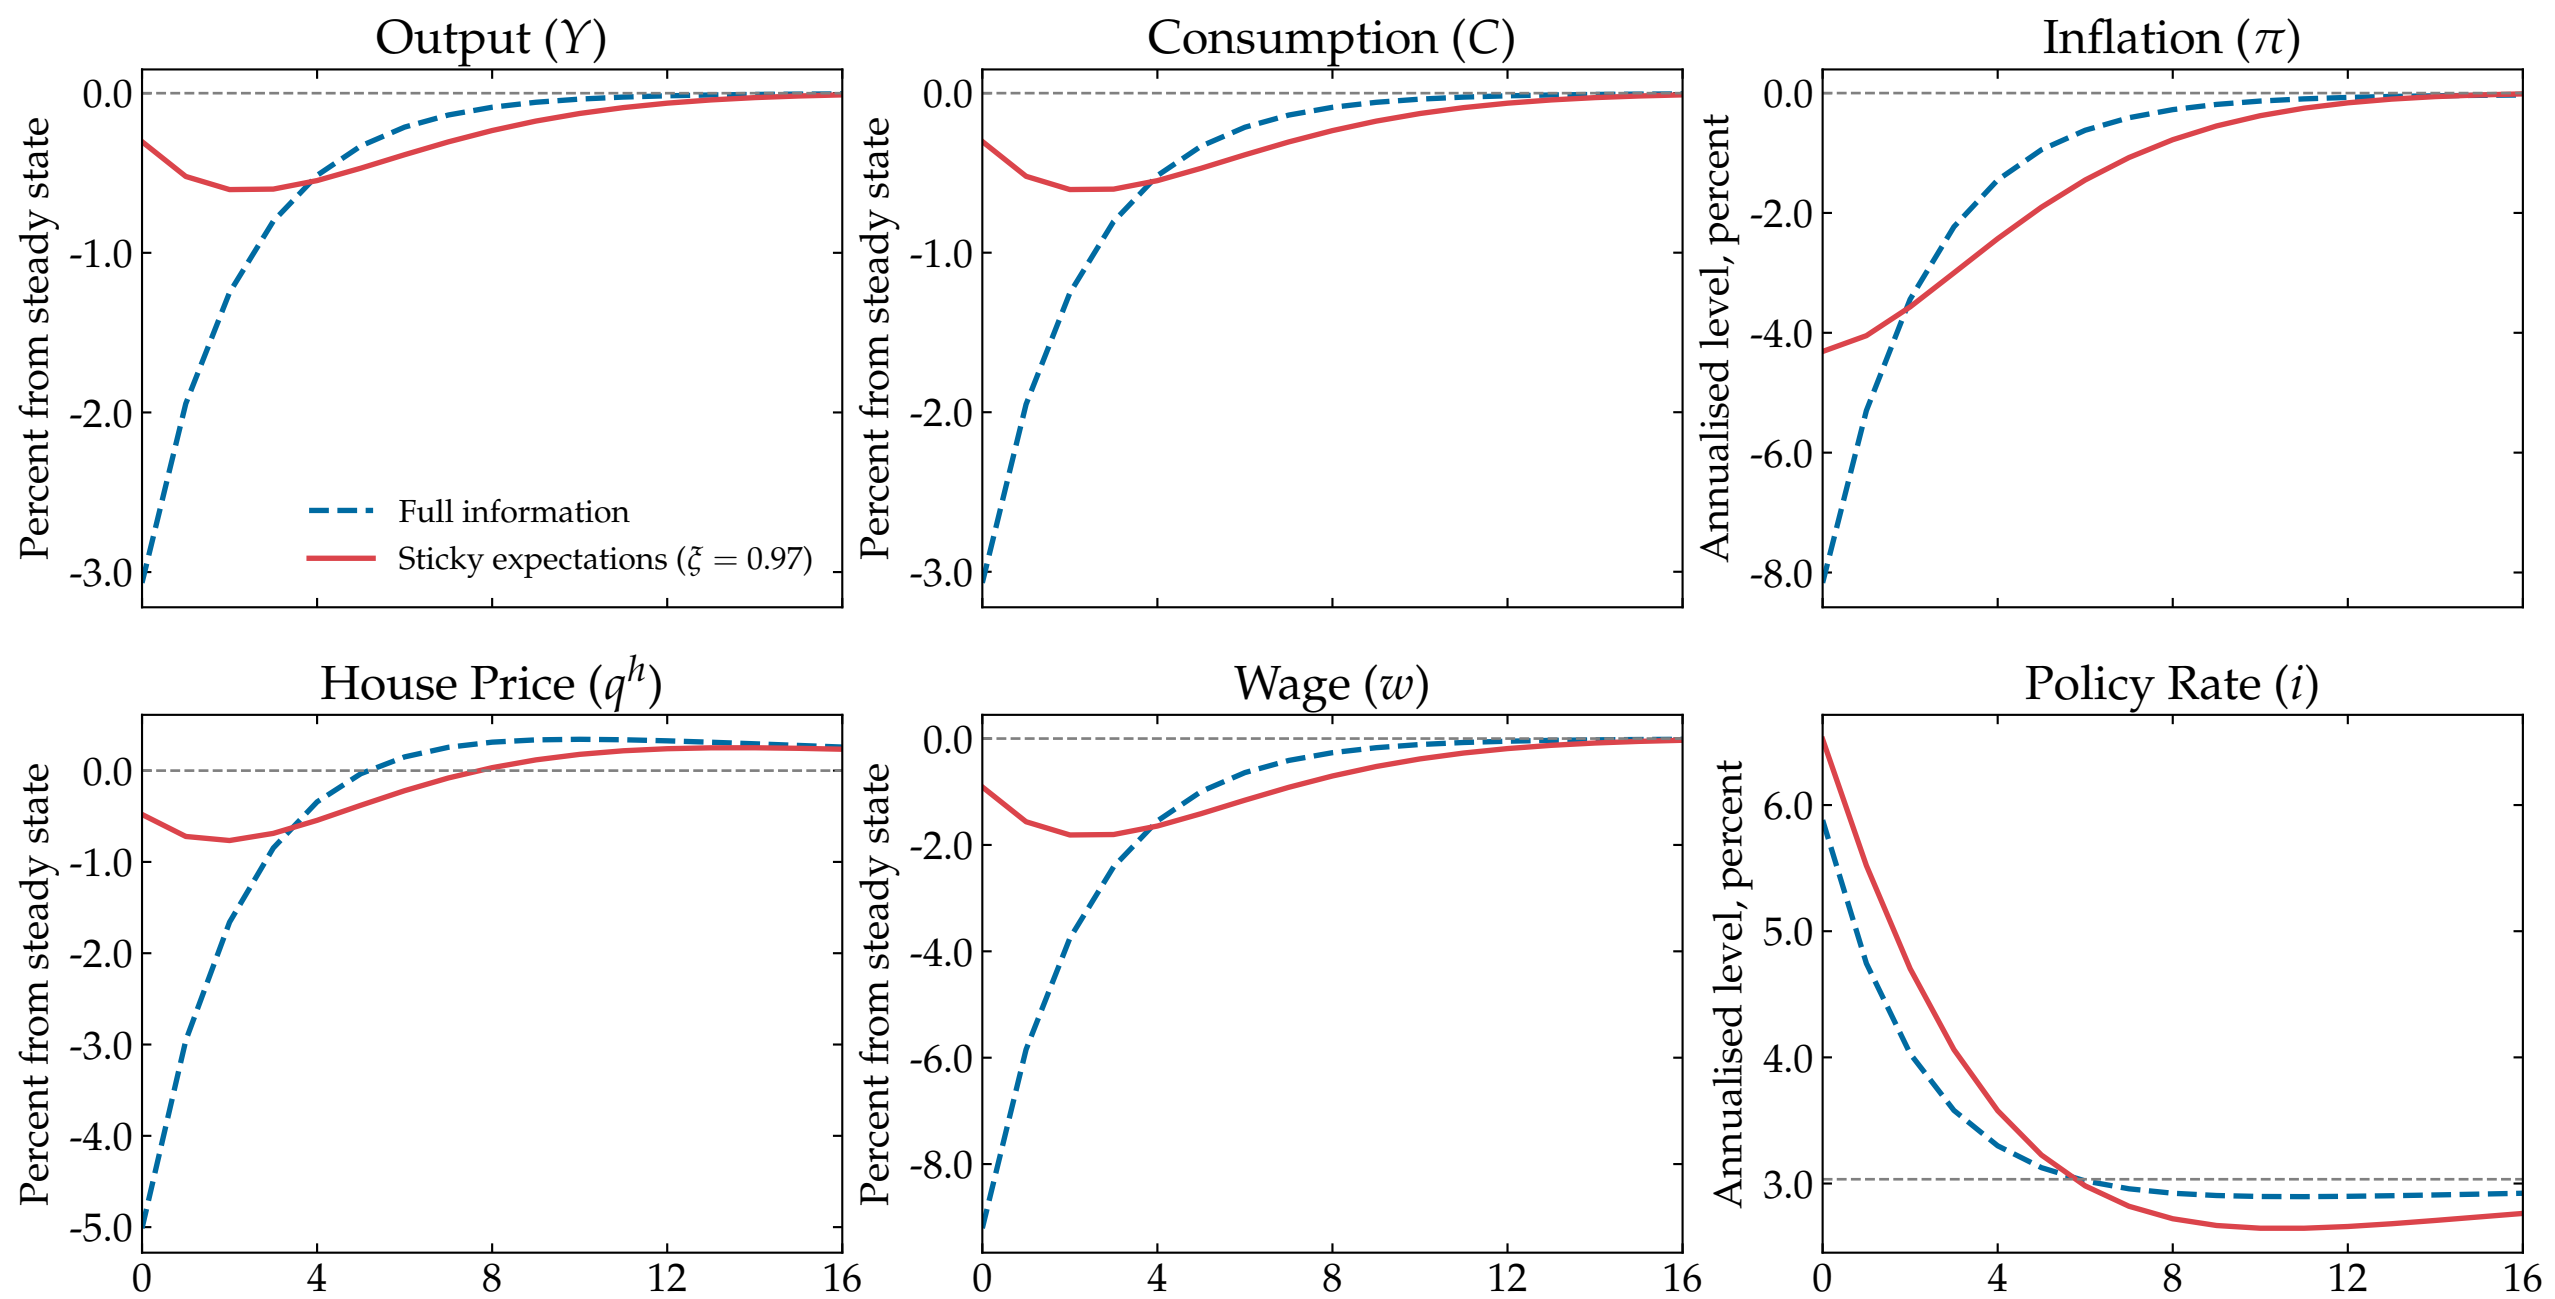 Output (Y)
Percent from steady state
0.0
-1.0
-2.0
-3.0
Full information
Sticky expectations (ξ = 0.97)
Consumption (C)
Percent from steady state
0.0
-1.0
-2.0
-3.0
Inflation (π)
Annualised level, percent
0.0
-2.0
-4.0
-6.0
-8.0
House Price (qʰ)
Percent from steady state
0.0
-1.0
-2.0
-3.0
-4.0
-5.0
0 4 8 12 16
Wage (w)
Percent from steady state
0.0
-2.0
-4.0
-6.0
-8.0
0 4 8 12 16
Policy Rate (i)
Annualised level, percent
6.0
5.0
4.0
3.0
0 4 8 12 16